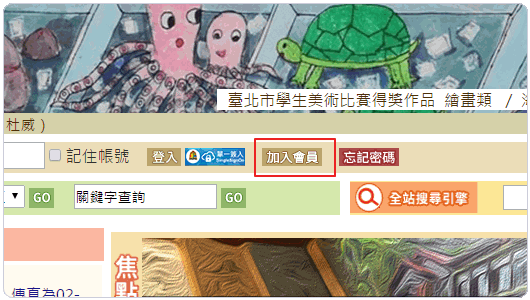 臺北市學生美術比賽得獎作品 繪畫類 /
杜威 )
記住帳號 登入 第一簽入 加入會員 忘記密碼
GO 關鍵字查詢 GO 全站搜尋引擎
焦
點
傳真為02-